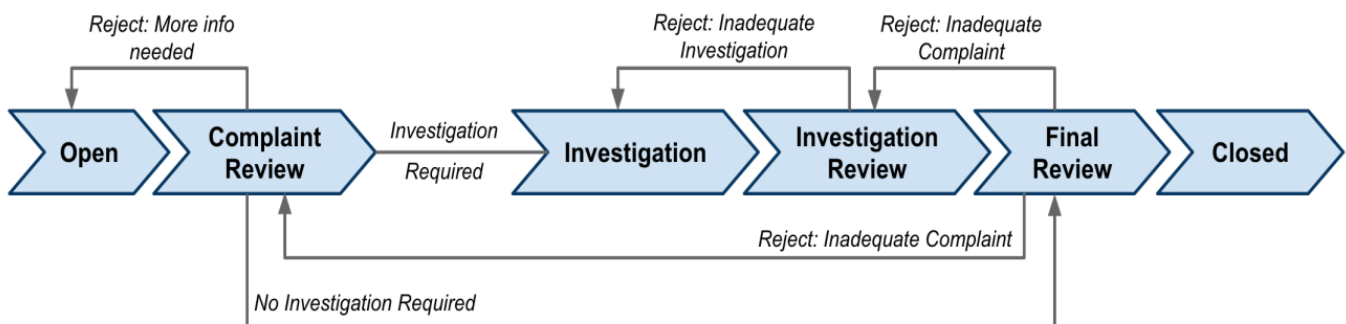 Reject: More info
needed
Reject: Inadequate
Investigation
Reject: Inadequate
Complaint
Open
Complaint
Review
Investigation
Required
Investigation
Investigation
Review
Final
Review
Closed
Reject: Inadequate Complaint
No Investigation Required